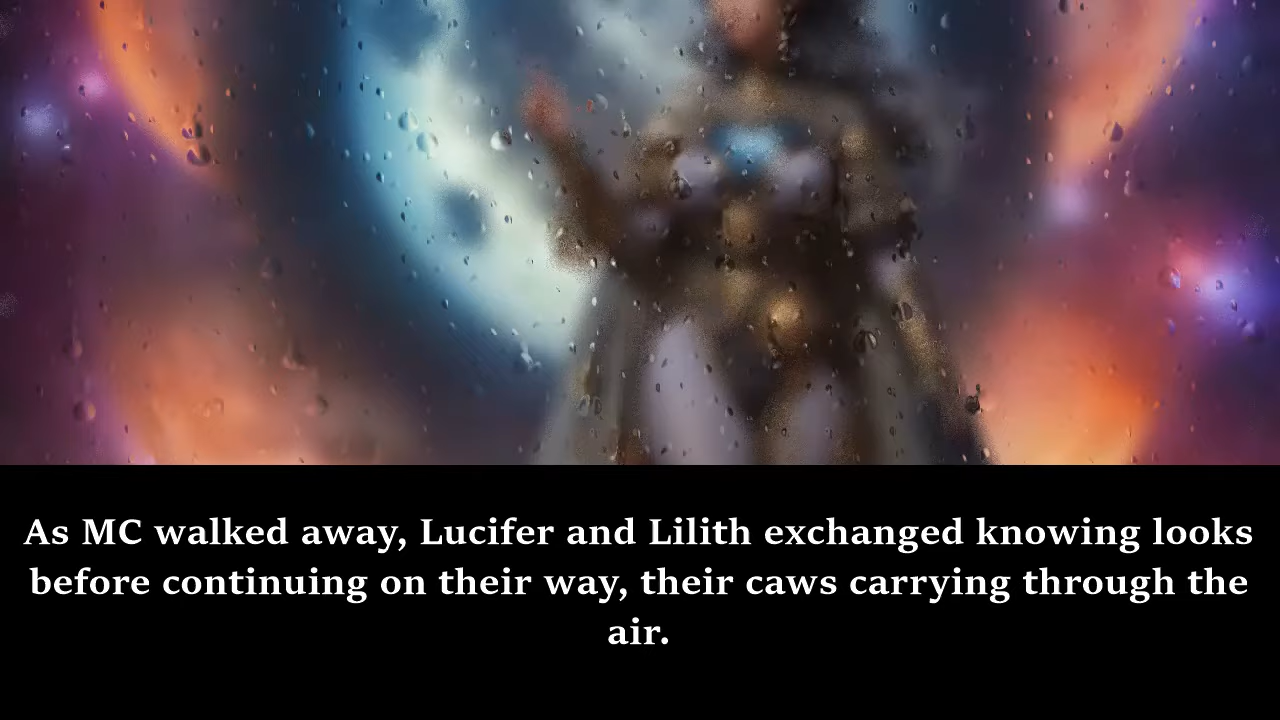 As MC walked away, Lucifer and Lilith exchanged knowing looks
before continuing on their way, their caws carrying through the
air.